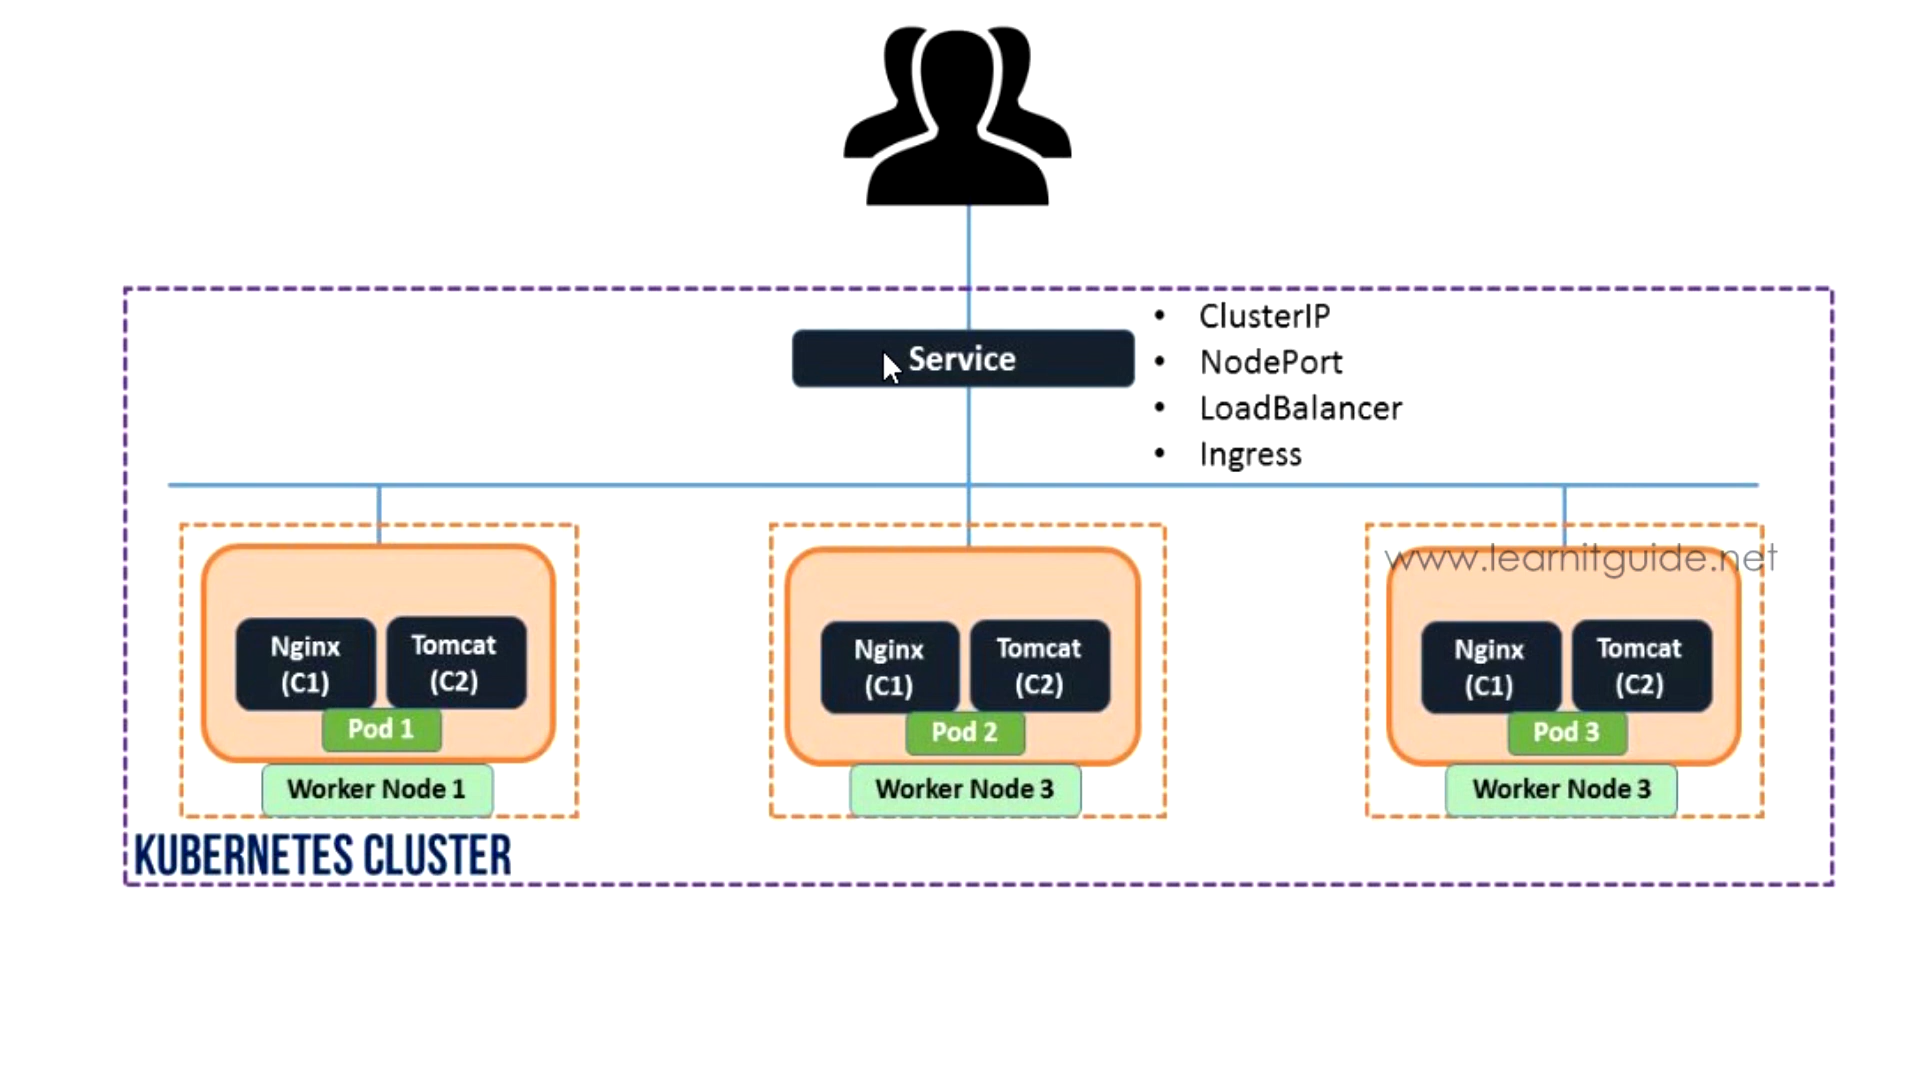 • ClusterIP
Service
• NodePort
• LoadBalancer
• Ingress
www.learnitguide.net
Nginx
(C1)
Tomcat
(C2)
Pod 1
Worker Node 1
Nginx
(C1)
Tomcat
(C2)
Pod 2
Worker Node 3
Nginx
(C1)
Tomcat
(C2)
Pod 3
Worker Node 3
KUBERNETES CLUSTER